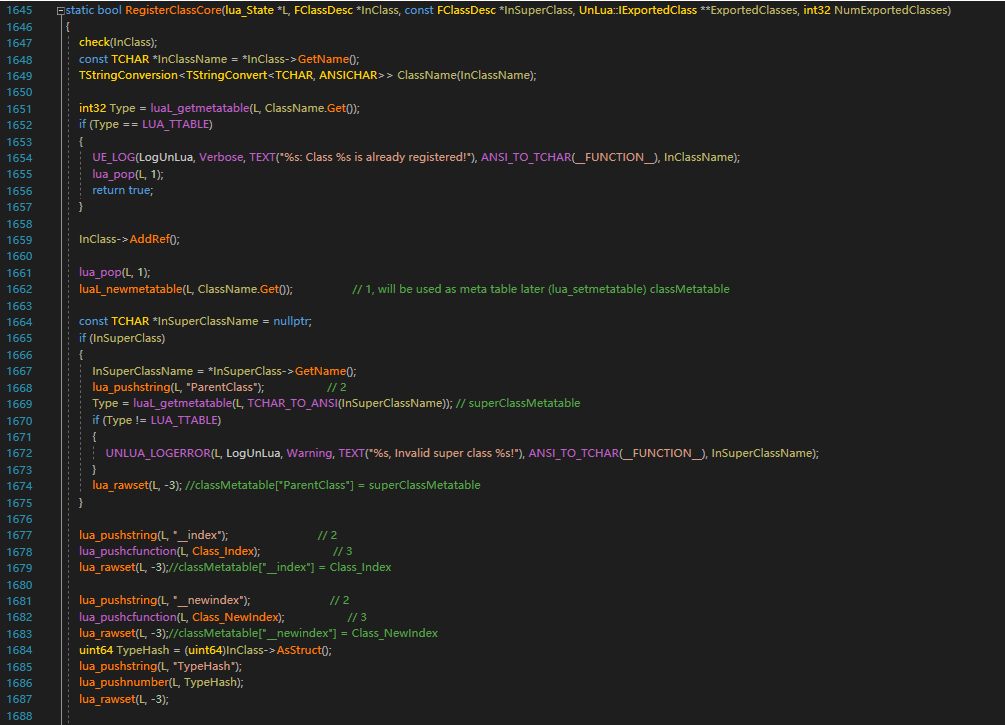 1645 static bool RegisterClassCore(lua_State *L, FClassDesc *InClass, const FClassDesc *InSuperClass, UnLua::IExportedClass **ExportedClasses, int32 NumExportedClasses)
1646 {
1647 check(InClass);
1648 const TCHAR *InClassName = *InClass->GetName();
1649 TStringConversion<TStringConvert<TCHAR, ANSICHAR>> ClassName(InClassName);
1650
1651 int32 Type = luaL_getmetatable(L, ClassName.Get());
1652 if (Type == LUA_TTABLE)
1653 {
1654 UE_LOG(LogUnLua, Verbose, TEXT("%s: Class %s is already registered!"), ANSI_TO_TCHAR(__FUNCTION__), InClassName);
1655 lua_pop(L, 1);
1656 return true;
1657 }
1658
1659 InClass->AddRef();
1660
1661 lua_pop(L, 1);
1662 luaL_newmetatable(L, ClassName.Get()); // 1, will be used as meta table later (lua_setmetatable) classMetatable
1663
1664 const TCHAR *InSuperClassName = nullptr;
1665 if (InSuperClass)
1666 {
1667 InSuperClassName = *InSuperClass->GetName();
1668 lua_pushstring(L, "ParentClass"); // 2
1669 Type = luaL_getmetatable(L, TCHAR_TO_ANSI(InSuperClassName)); // superClassMetatable
1670 if (Type != LUA_TTABLE)
1671 {
1672 UNLUA_LOGERROR(L, LogUnLua, Warning, TEXT("%s, Invalid super class %s!"), ANSI_TO_TCHAR(__FUNCTION__), InSuperClassName);
1673 }
1674 lua_rawset(L, -3); //classMetatable["ParentClass"] = superClassMetatable
1675 }
1676
1677 lua_pushstring(L, "__index"); // 2
1678 lua_pushcfunction(L, Class_Index); // 3
1679 lua_rawset(L, -3);//classMetatable["__index"] = Class_Index
1680
1681 lua_pushstring(L, "__newindex"); // 2
1682 lua_pushcfunction(L, Class_NewIndex); // 3
1683 lua_rawset(L, -3);//classMetatable["__newindex"] = Class_NewIndex
1684 uint64 TypeHash = (uint64)InClass->AsStruct();
1685 lua_pushstring(L, "TypeHash");
1686 lua_pushnumber(L, TypeHash);
1687 lua_rawset(L, -3);
1688